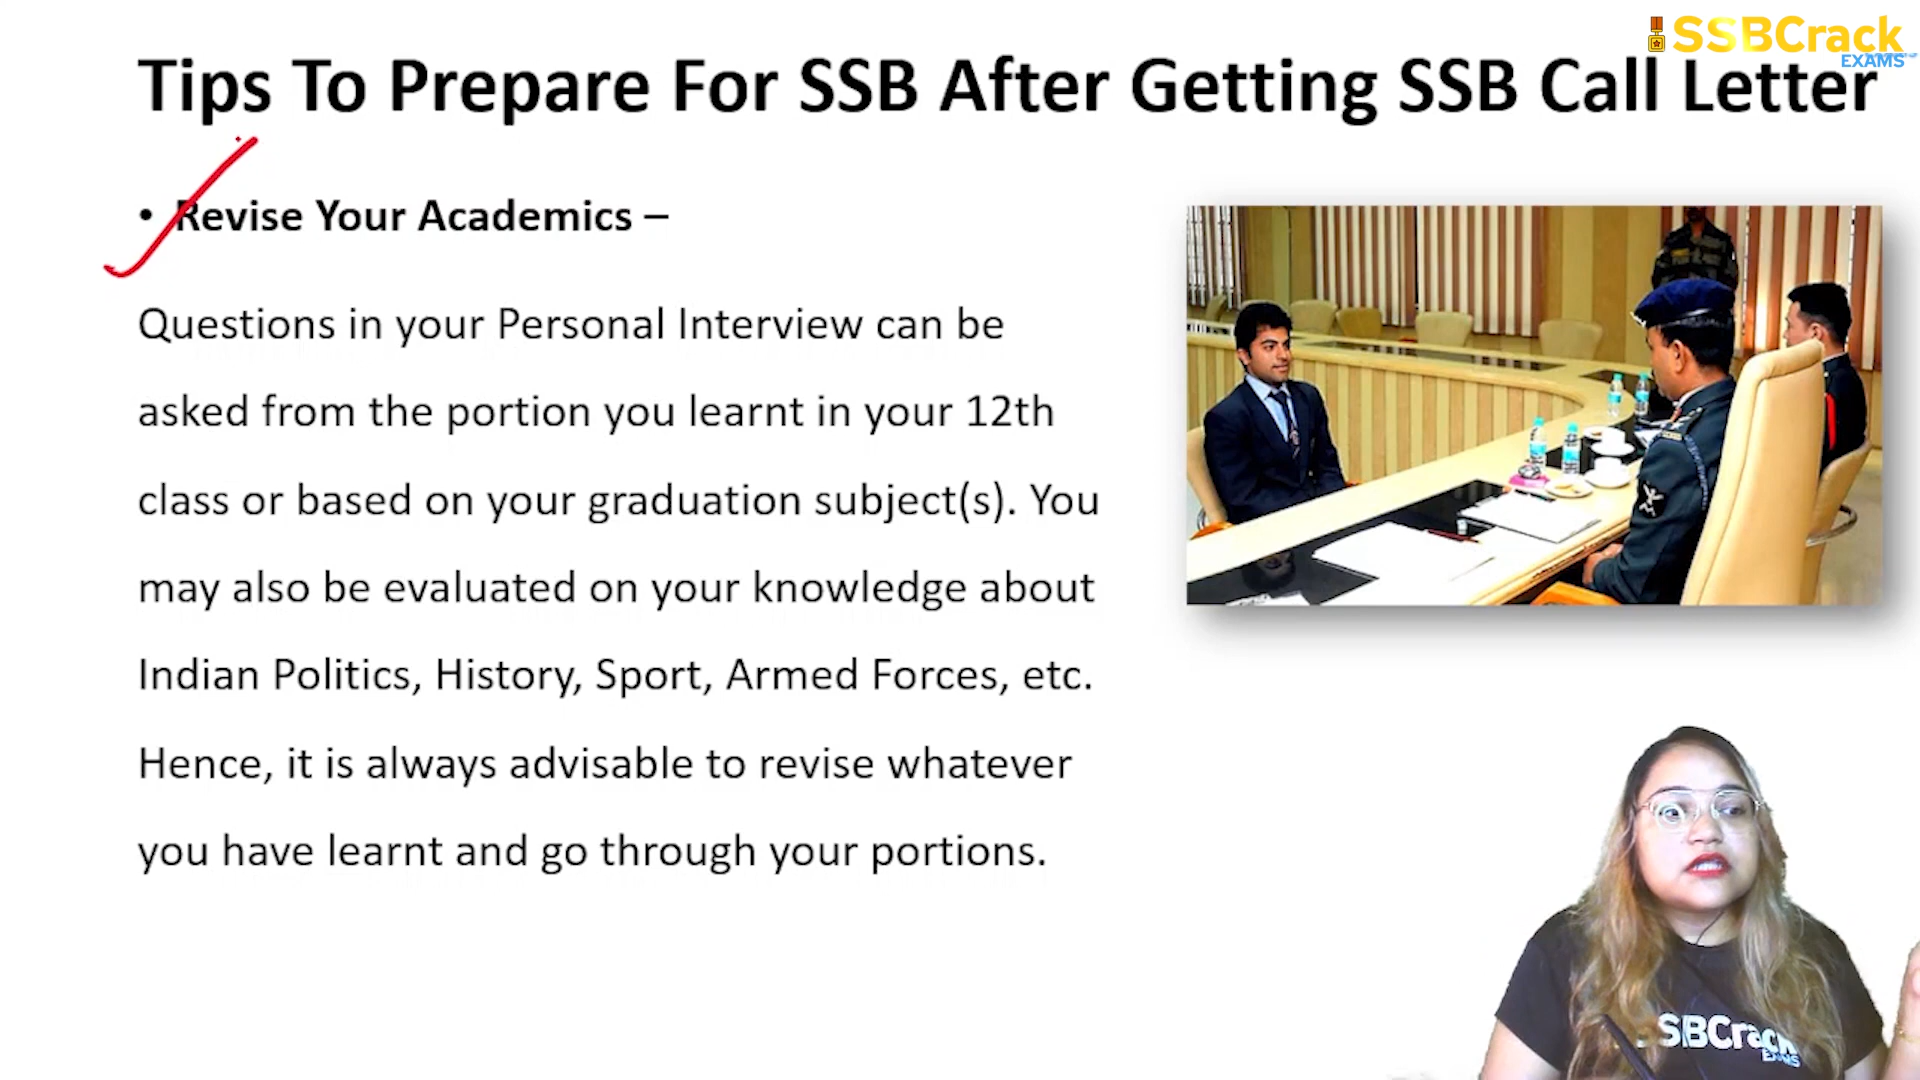 SSBCrack
EXAMS
Tips To Prepare For SSB After Getting SSB Call Letter
• Revise Your Academics –
Questions in your Personal Interview can be
asked from the portion you learnt in your 12th
class or based on your graduation subject(s). You
may also be evaluated on your knowledge about
Indian Politics, History, Sport, Armed Forces, etc.
Hence, it is always advisable to revise whatever
you have learnt and go through your portions.
SBCrack
EXAMS